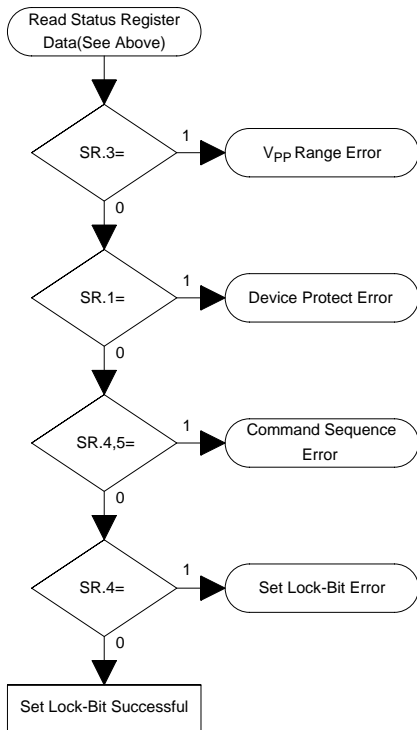 Read Status Register
Data(See Above)
SR.3=
1
VPP Range Error
0
SR.1=
1
Device Protect Error
0
SR.4,5=
1
Command Sequence
Error
0
SR.4=
1
Set Lock-Bit Error
0
Set Lock-Bit Successful